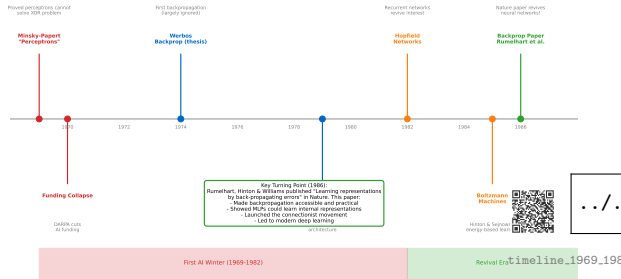 Proved perceptrons cannot
solve XOR problem
First backpropagation
(largely ignored)
Recurrent networks
revive interest
Nature paper revives
neural networks!
Minsky-Papert
"Perceptrons"
Werbos
Backprop (thesis)
Hopfield
Networks
Backprop Paper
Rumelhart et al.
1970
1972
1974
1976
1980
1982
1984
1986
Key Turning Point (1986):
Rumelhart, Hinton & Williams published "Learning representations
by back-propagating errors" in Nature. This paper:
- Made backpropagation accessible and practical
- Showed MLPs could learn internal representations
- Launched the connectionist movement
- Led to modern deep learning
Funding Collapse
Boltzmann
Machines
../.
DARPA cuts
AI funding
architecture
Hinton & Sejnow
energy-based lear
First AI Winter (1969-1982)
Revival Era
timeline_1969_198